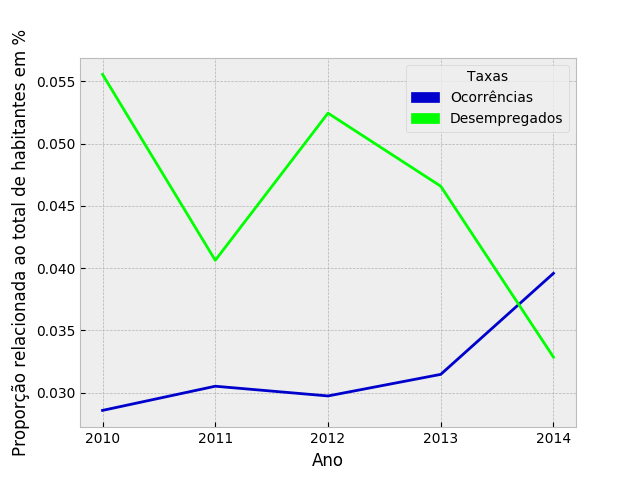 Proporção relacionada ao total de habitantes em %
0.055
0.050
0.045
0.040
0.035
0.030
Taxas
Ocorrências
Desempregados
2010 2011 2012 2013 2014
Ano